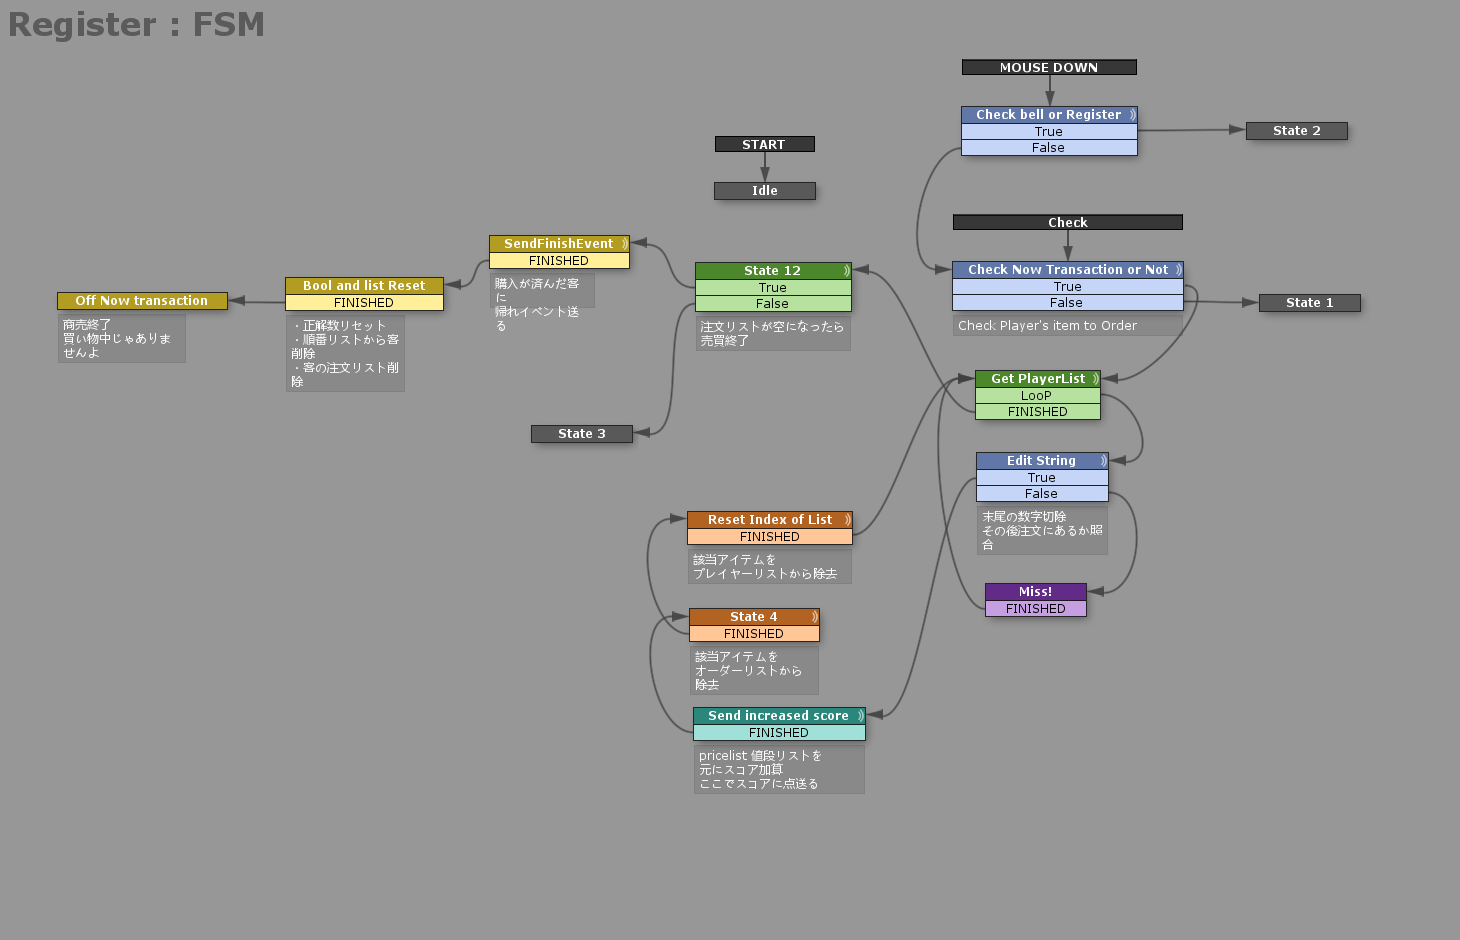 Register : FSM
MOUSE DOWN
Check bell or Register
True
False
State 2
START
Idle
Check
Check Now Transaction or Not
True
False
Check Player's item to Order
State 1
SendFinishEvent
FINISHED
購入が済んだ客
に
帰れイベント送
る
State 12
True
False
注文リストが空になったら
売買終了
Bool and list Reset
FINISHED
・正解数リセット
・順番リストから客
削除
・客の注文リスト削
除
Off Now transaction
商売終了
買い物中じゃありま
せんよ
State 3
Get PlayerList
LooP
FINISHED
Edit String
True
False
末尾の数字切除
その後注文にあるか照
合
Miss!
FINISHED
Reset Index of List
FINISHED
該当アイテムを
プレイヤーリストから除去
State 4
FINISHED
該当アイテムを
オーダーリストから
除去
Send increased score
FINISHED
pricelist 値段リストを
元にスコア加算
ここでスコアに点送る